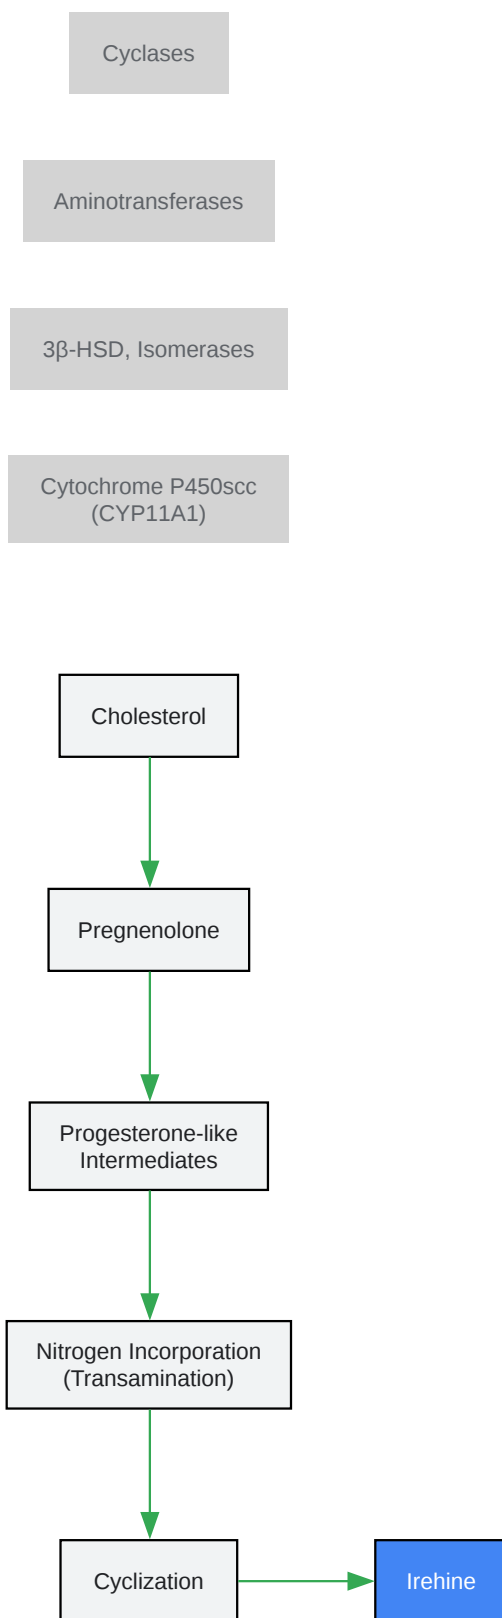 Cyclases
Aminotransferases
3β-HSD, Isomerases
Cytochrome P450scc
(CYP11A1)
Cholesterol
Pregnenolone
Progesterone-like
Intermediates
Nitrogen Incorporation
(Transamination)
Cyclization
Irehine